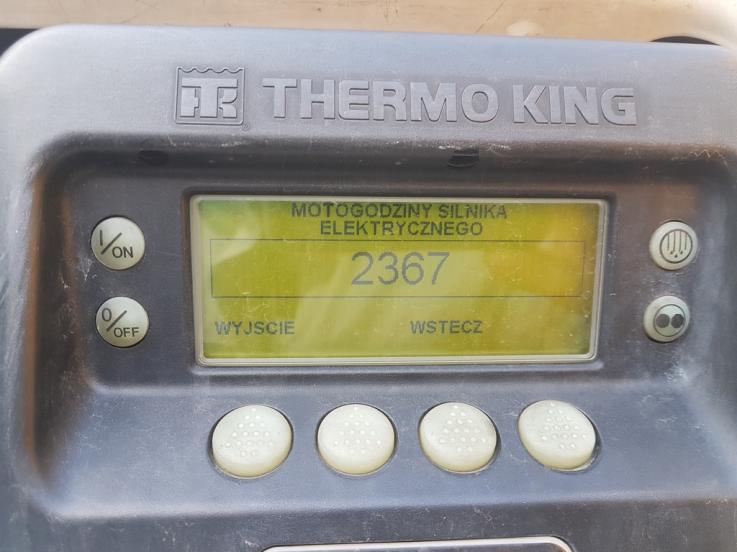 THERMO KING
MOTOGODZINY SILNIKA
ELEKTRYCZNEGO
2367
WYJSCIE WSTECZ
I/ON
0/OFF